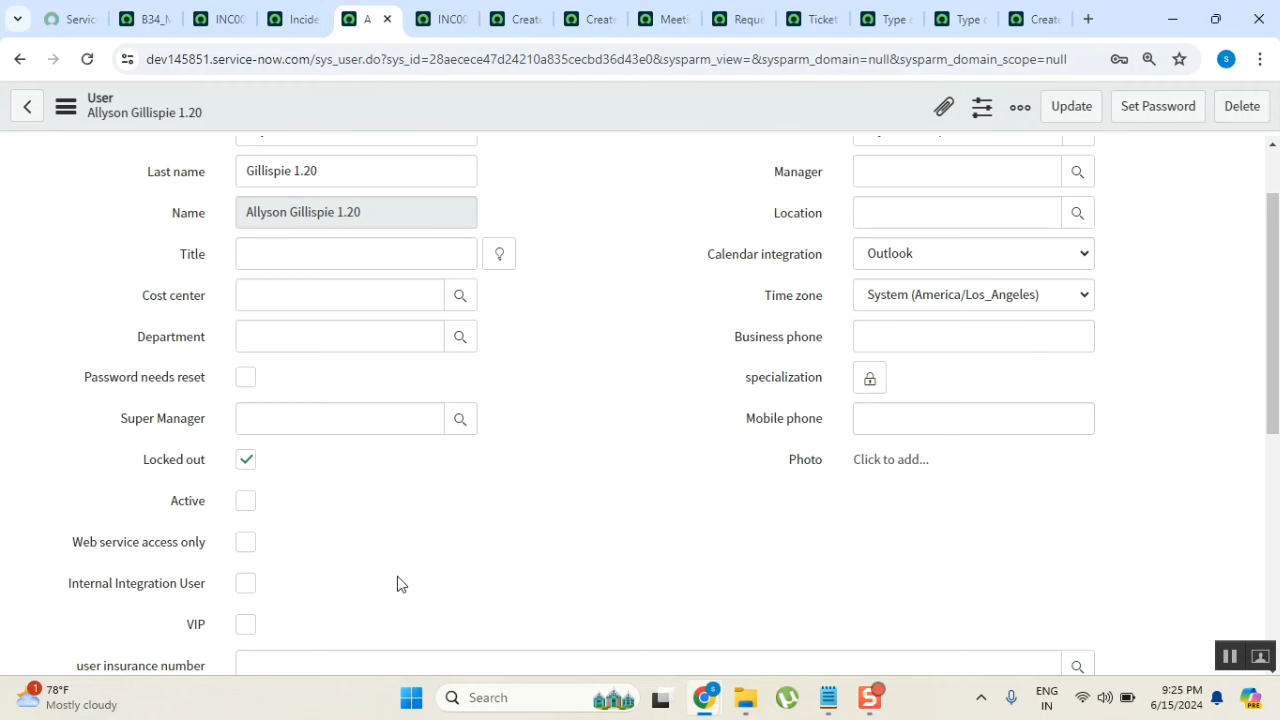 Servic
B34_N
INC00
Incide
A
INC00
Create
Create
Meeti
Reque
Ticket
Type c
Type c
Create
dev145851.service-now.com/sys_user.do?sys_id=28aecece47d24210a835cecbd36d43e0&sysparm_view=&sysparm_domain=null&sysparm_domain_scope=null
S
User
Allyson Gillispie 1.20
Update
Set Password
Delete
Last name
Gillispie 1.20
Manager
Name
Allyson Gillispie 1.20
Location
Title
Calendar integration
Outlook
Cost center
Time zone
System (America/Los_Angeles)
Department
Business phone
Password needs reset
specialization
Super Manager
Mobile phone
Locked out
Photo
Click to add...
Active
Web service access only
Internal Integration User
VIP
user insurance number
1
78°F
Mostly cloudy
Search
S
S
ENG
IN
9:25 PM
6/15/2024
PRE